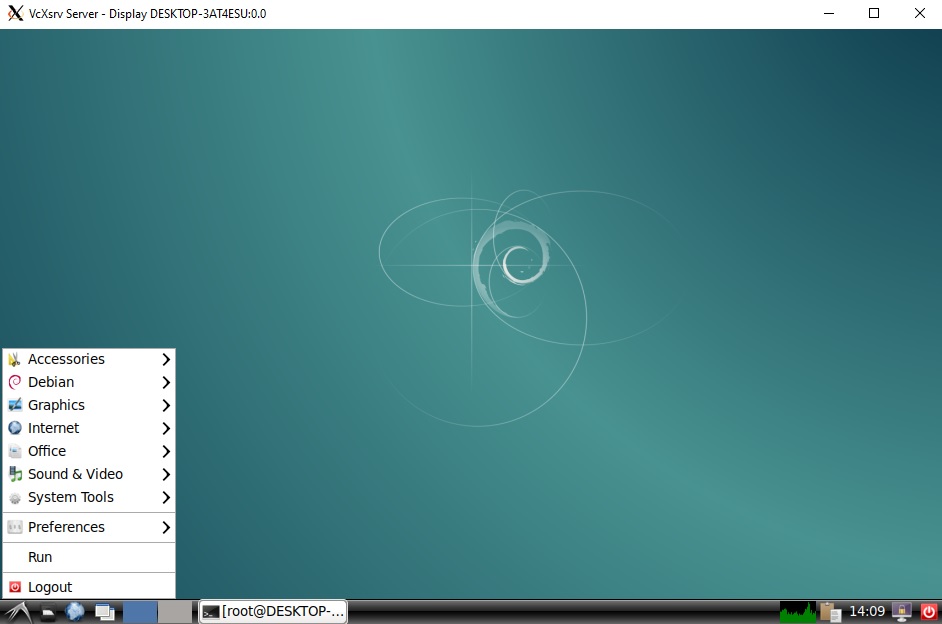 VcXsrv Server - Display DESKTOP-3AT4ESU:0.0
Accessories
Debian
Graphics
Internet
Office
Sound & Video
System Tools
Preferences
Run
Logout
[root@DESKTOP-...
14:09